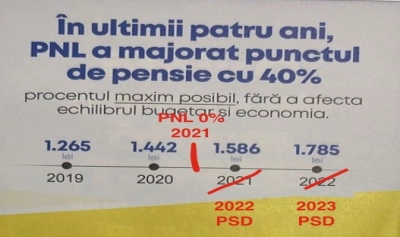 În ultimii patru ani,
PNL a majorat punctul
de pensie cu 40%
procentul maxim posibil, fără a afecta
echilibrul bugetar și economia.
PNL 0%
2021
1.265 1.442 1.586 1.785
lei lei lei lei
2019 2020 2021 2022
2022 2023
PSD PSD